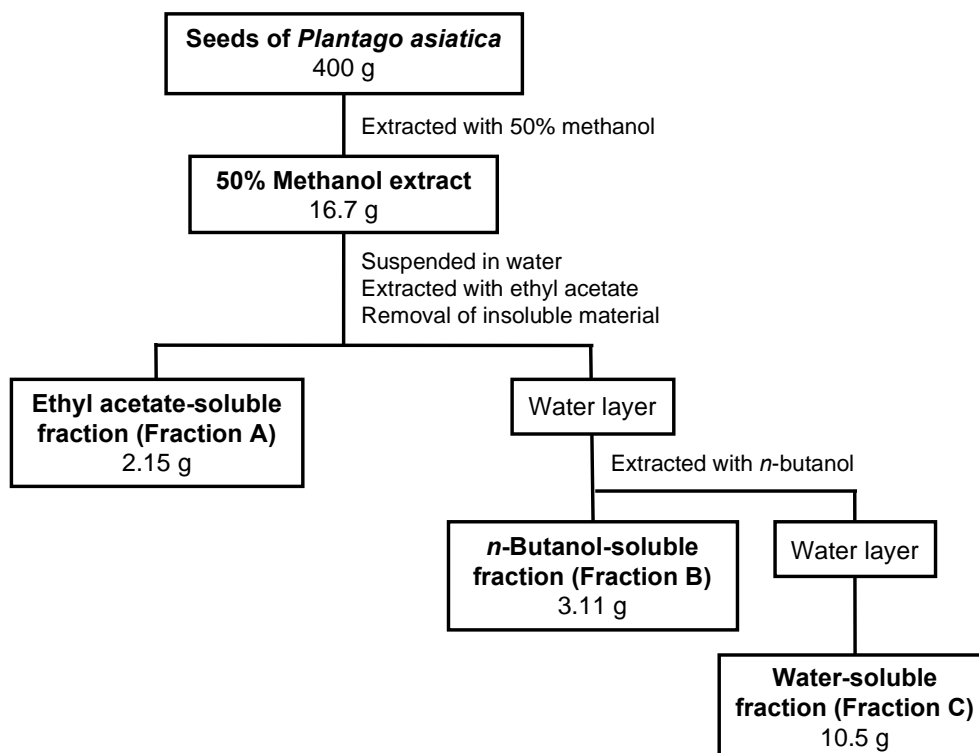 Seeds of Plantago asiatica
400 g
Extracted with 50% methanol
50% Methanol extract
16.7 g
Suspended in water
Extracted with ethyl acetate
Removal of insoluble material
Ethyl acetate-soluble
fraction (Fraction A)
2.15 g
Water layer
Extracted with n-butanol
n-Butanol-soluble
fraction (Fraction B)
3.11 g
Water layer
Water-soluble
fraction (Fraction C)
10.5 g